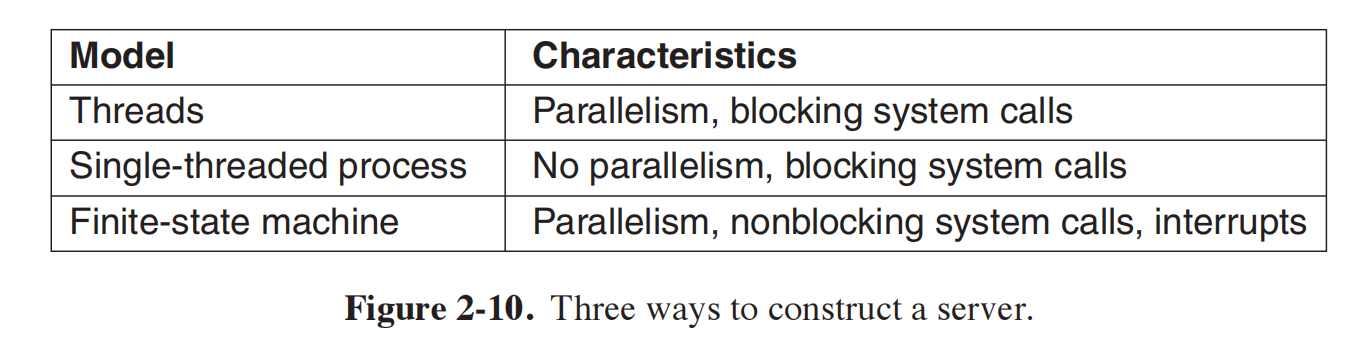 Model Characteristics
Threads Parallelism, blocking system calls
Single-threaded process No parallelism, blocking system calls
Finite-state machine Parallelism, nonblocking system calls, interrupts
Figure 2-10. Three ways to construct a server.